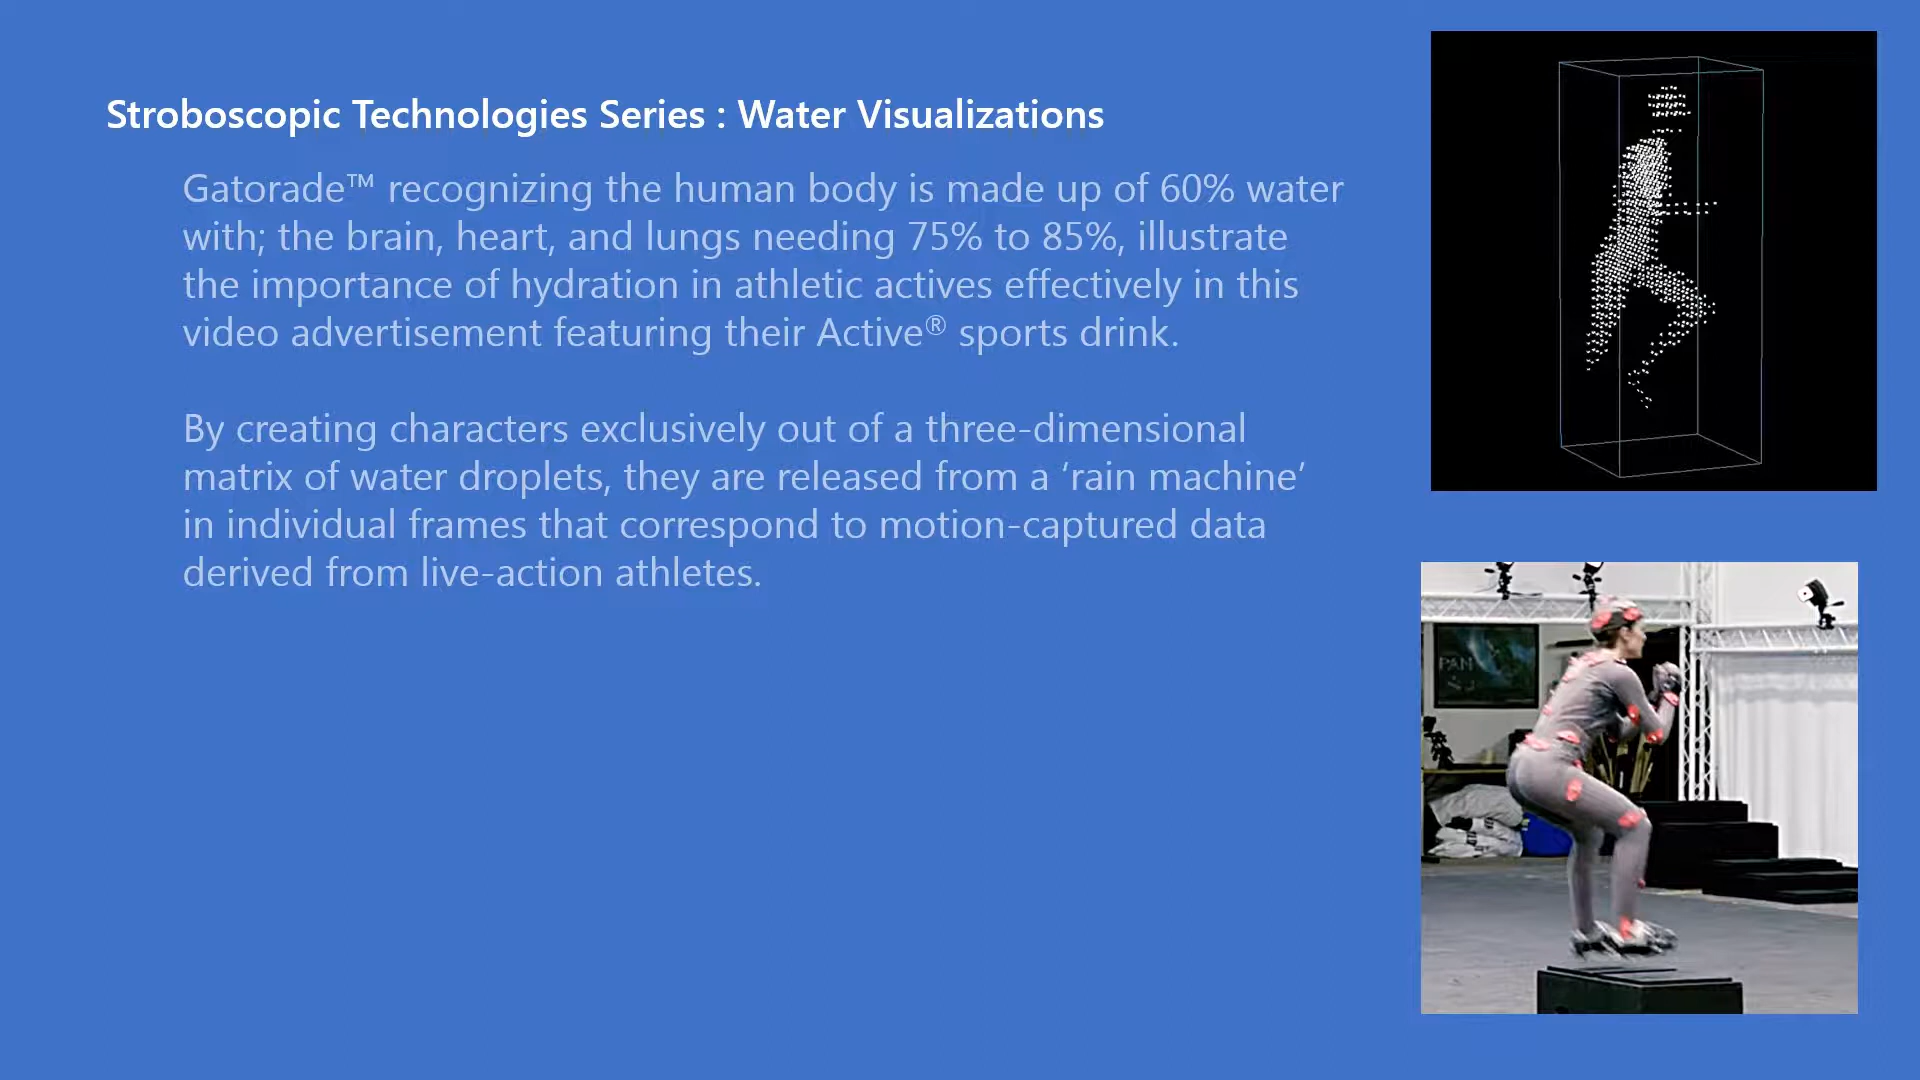 Stroboscopic Technologies Series : Water Visualizations
Gatorade™ recognizing the human body is made up of 60% water
with; the brain, heart, and lungs needing 75% to 85%, illustrate
the importance of hydration in athletic actives effectively in this
video advertisement featuring their Active® sports drink.
By creating characters exclusively out of a three-dimensional
matrix of water droplets, they are released from a ‘rain machine’
in individual frames that correspond to motion-captured data
derived from live-action athletes.